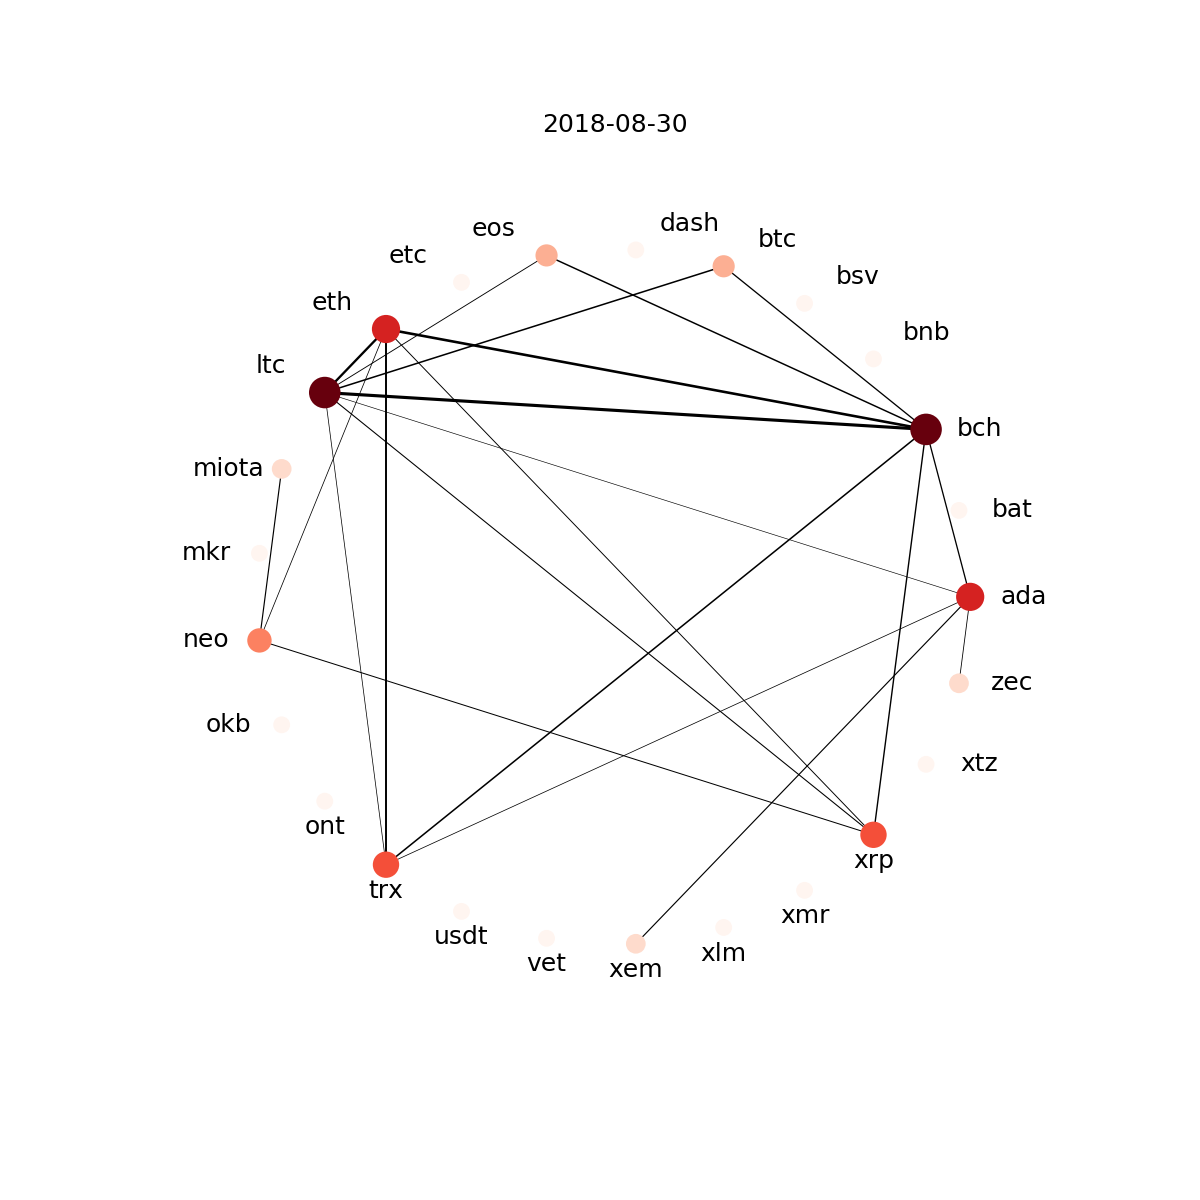 2018-08-30
dash
eos
btc
etc
bsv
eth
bnb
ltc
bch
miota
bat
mkr
ada
neo
zec
okb
xtz
ont
xrp
trx
xmr
usdt
xlm
vet
xem